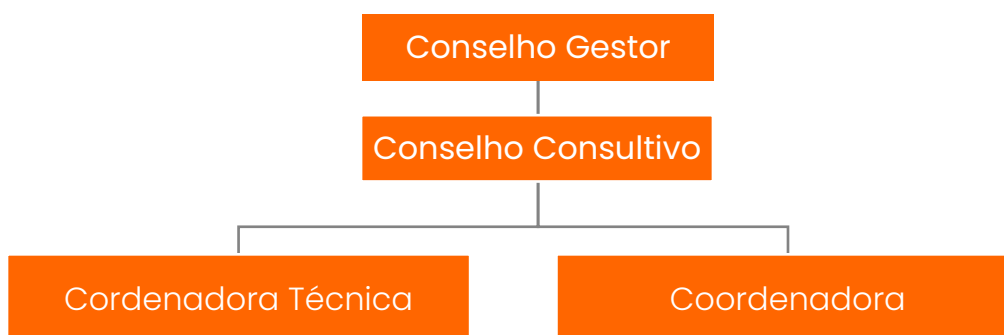 Conselho Gestor
Conselho Consultivo
Cordenadora Técnica
Coordenadora